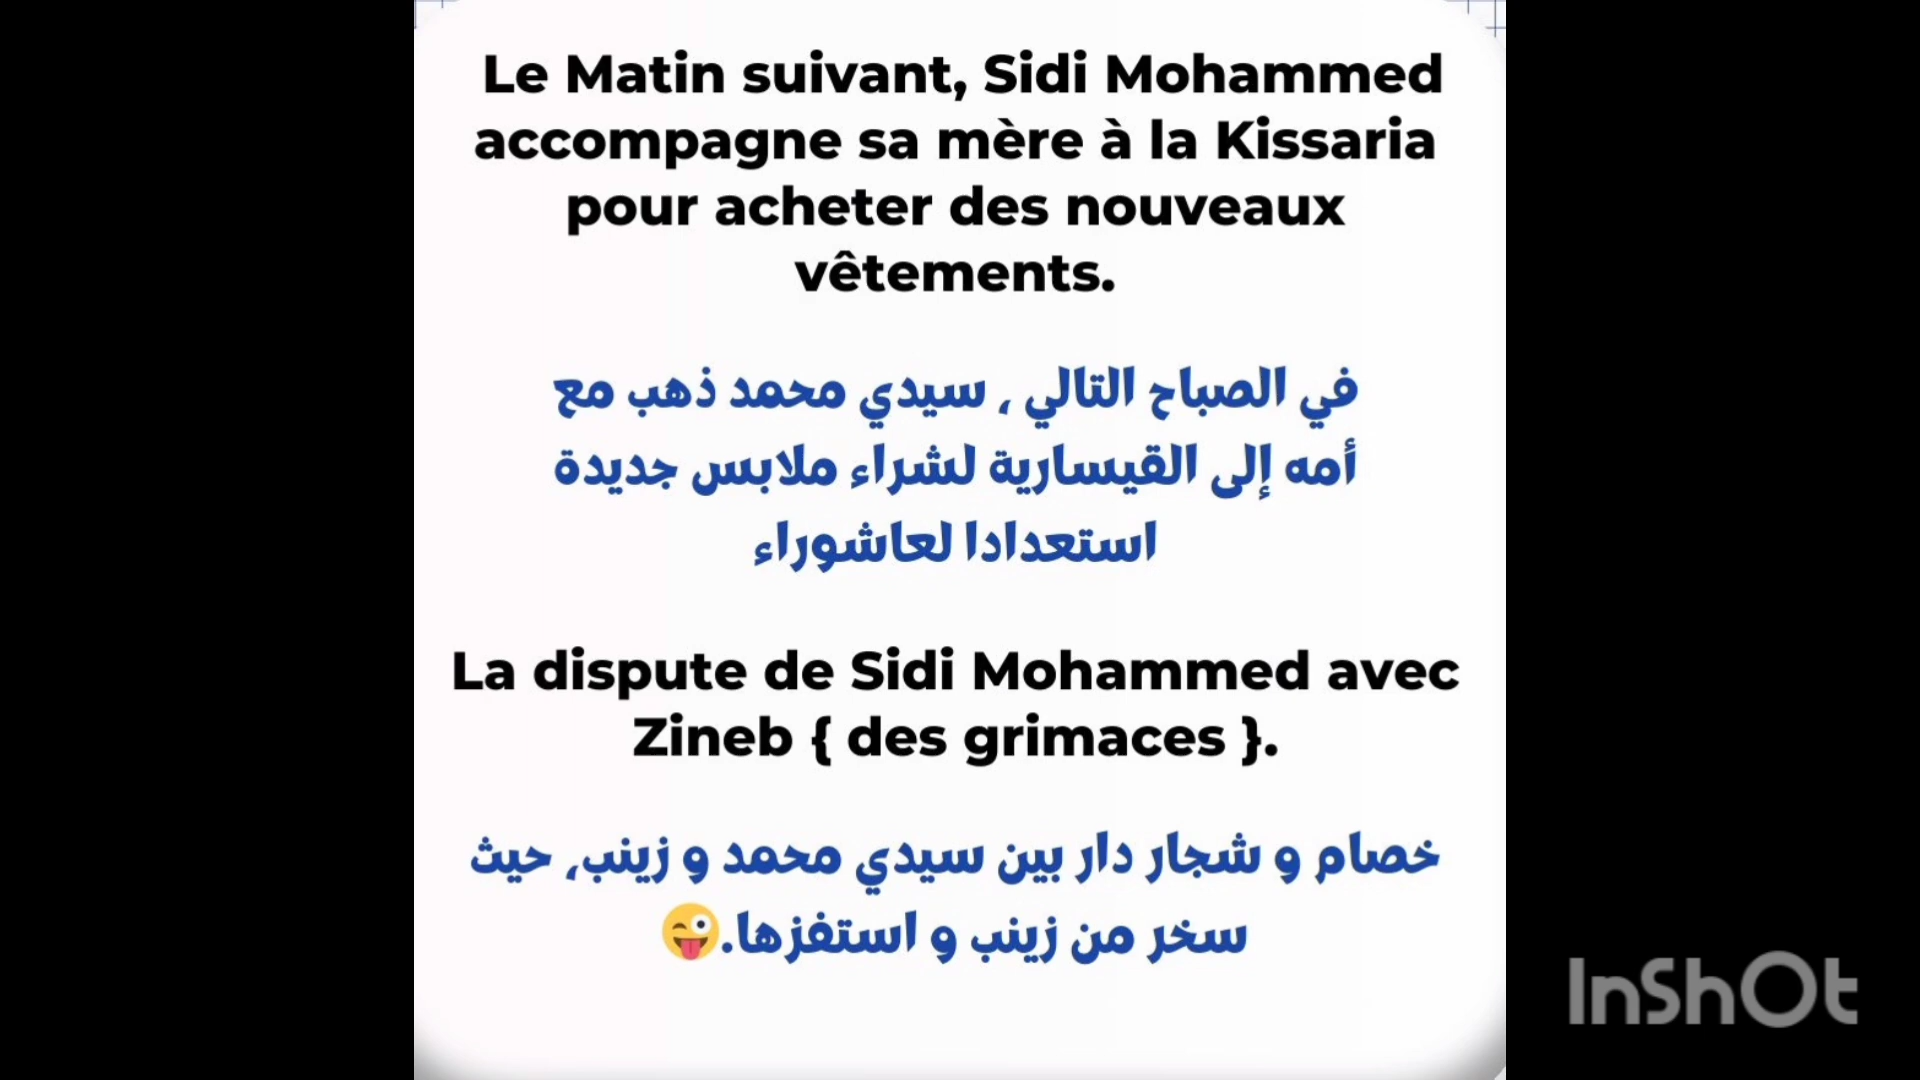 Le Matin suivant, Sidi Mohammed
accompagne sa mère à la Kissaria
pour acheter des nouveaux
vêtements.
في الصباح التالي ، سيدي محمد ذهب مع
أمه إلى القيسارية لشراء ملابس جديدة
استعدادا لعاشوراء
La dispute de Sidi Mohammed avec
Zineb { des grimaces }.
خصام و شجار دار بين سيدي محمد و زينب، حيث
سخر من زينب و استفزها.😜
InShOt